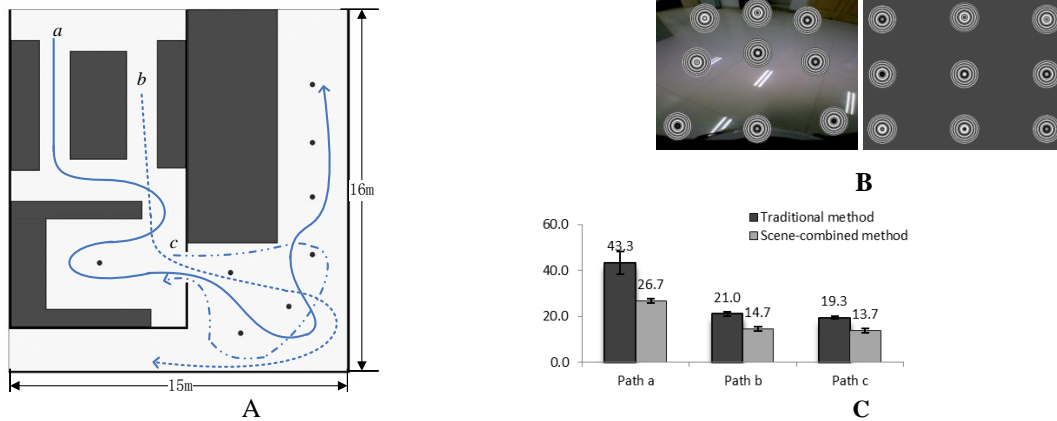 a
b
c
16m
15m
A
B
Traditional method
Scene-combined method
60.0
40.0
20.0
0.0
43.3
26.7
21.0
14.7
19.3
13.7
Path a
Path b
Path c
C